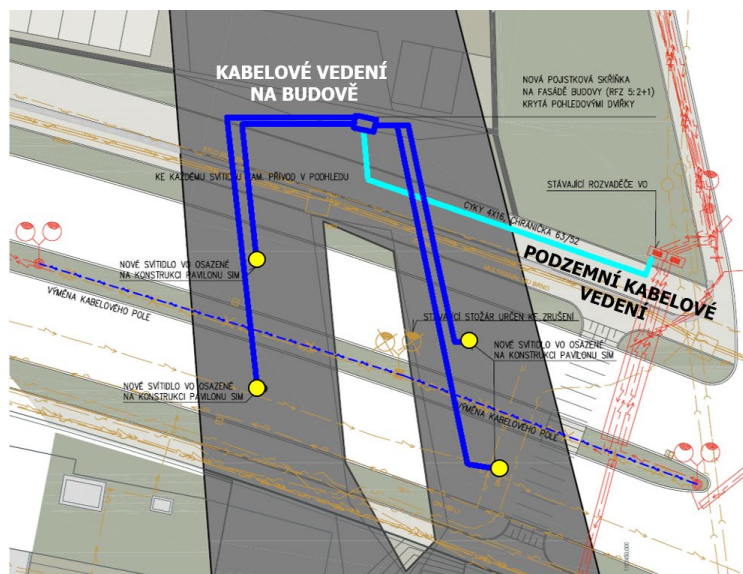 KABELOVÉ VEDENÍ
NA BUDOVĚ
NOVÁ POJISTKOVÁ SKŘÍŇKA
NA FASÁDĚ BUDOVY (RFZ 5:2+1)
KRYTÁ POHLEDOVÝMI DVÍŘKY
KE KAŽDÉMU SVÍTIDLU SAM. PŘÍVOD V PODHLEDU
STÁVAJÍCÍ ROZVADĚČE VO
CYKY 4X16, CHRÁNIČKA 63/52
PODZEMNÍ KABELOVÉ
VEDENÍ
NOVÉ SVÍTIDLO VO OSAZENÉ
NA KONSTRUKCI PAVILONU SIM
VÝMĚNA KABELOVÉHO POLE
STÁVAJÍCÍ STOŽÁR URČEN KE ZRUŠENÍ
NOVÉ SVÍTIDLO VO OSAZENÉ
NA KONSTRUKCI PAVILONU SIM
NOVÉ SVÍTIDLO VO OSAZENÉ
NA KONSTRUKCI PAVILONU SIM
VÝMĚNA KABELOVÉHO POLE